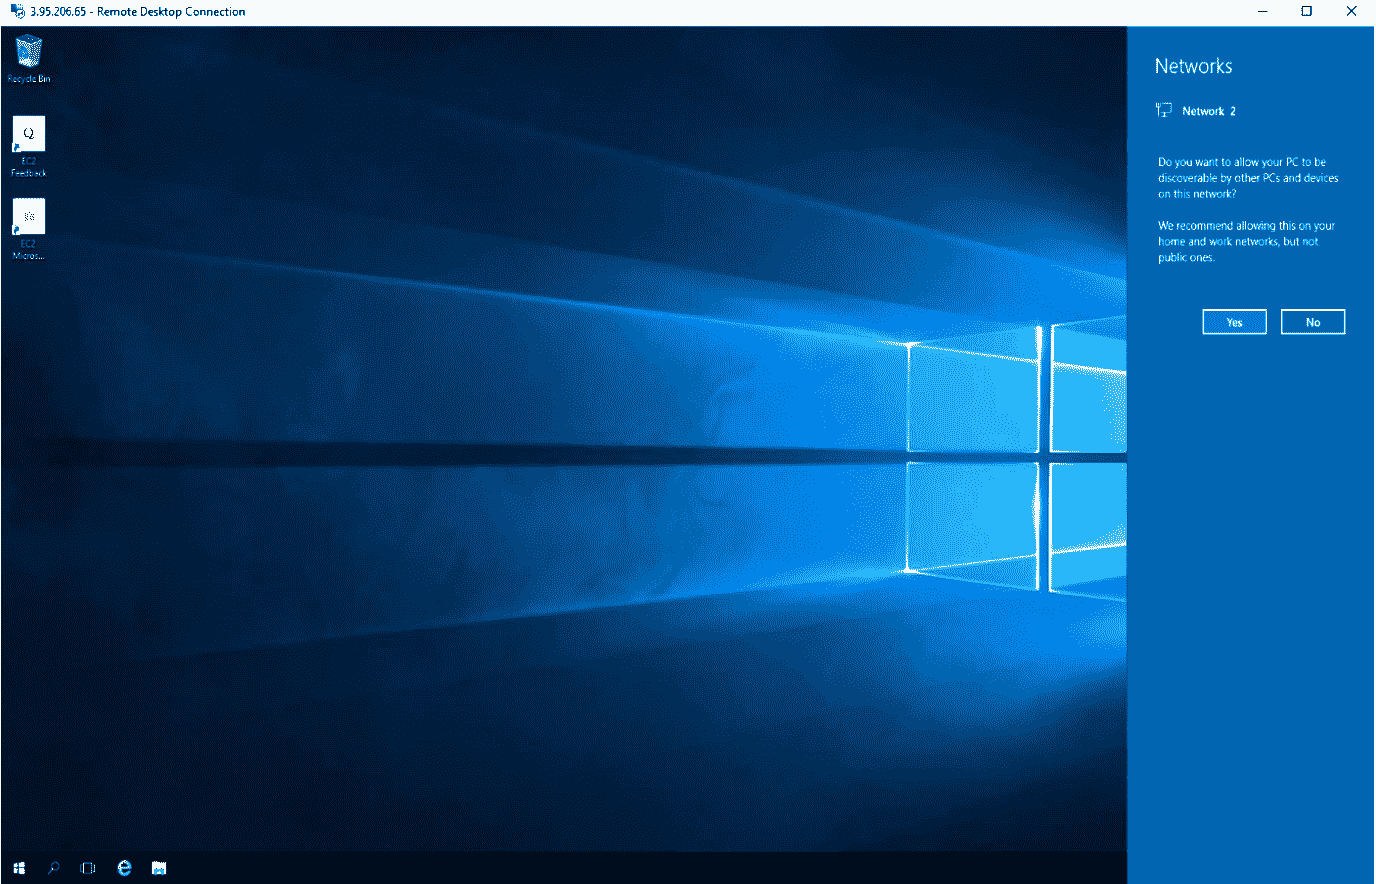 3.95.206.65 - Remote Desktop Connection
Recycle Bin
EC2
Feedback
EC2
Micros...
Networks
Network 2
Do you want to allow your PC to be
discoverable by other PCs and devices
on this network?
We recommend allowing this on your
home and work networks, but not
public ones.
Yes
No